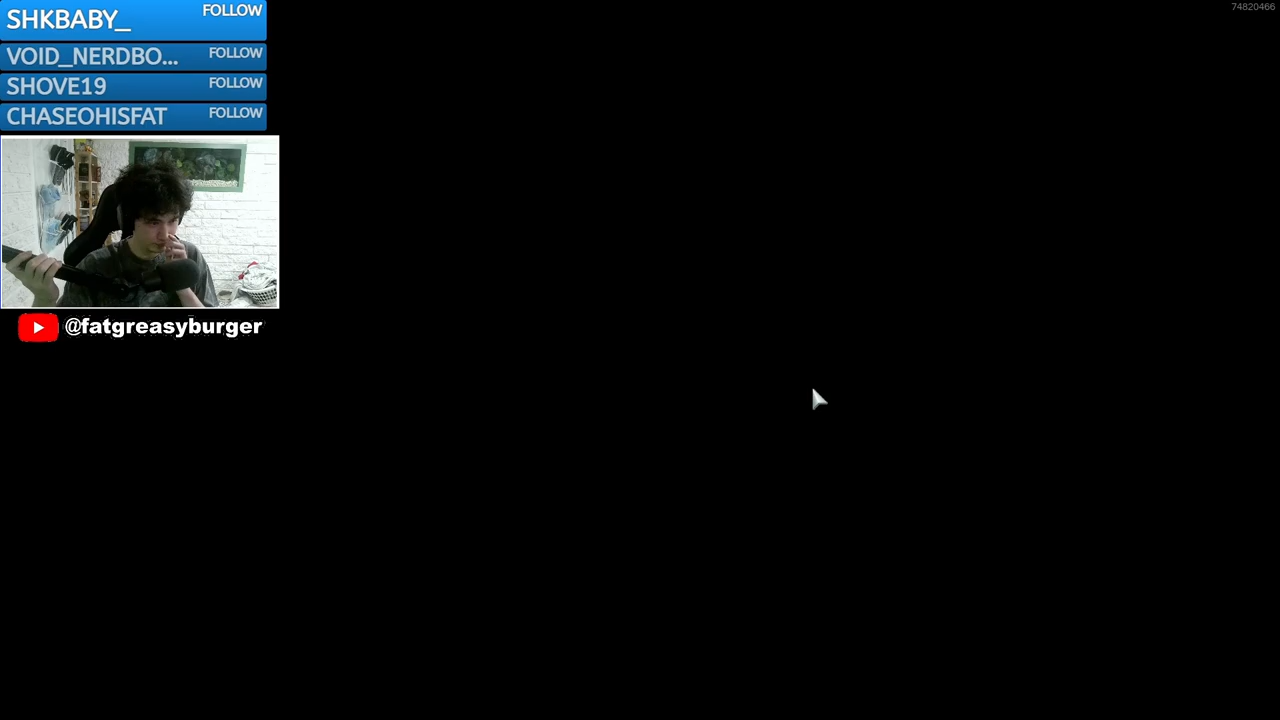 SHKBABY_ FOLLOW
VOID_NERDBO... FOLLOW
SHOVE19 FOLLOW
CHASEOHISFAT FOLLOW
@fatgreasyburger
74820466